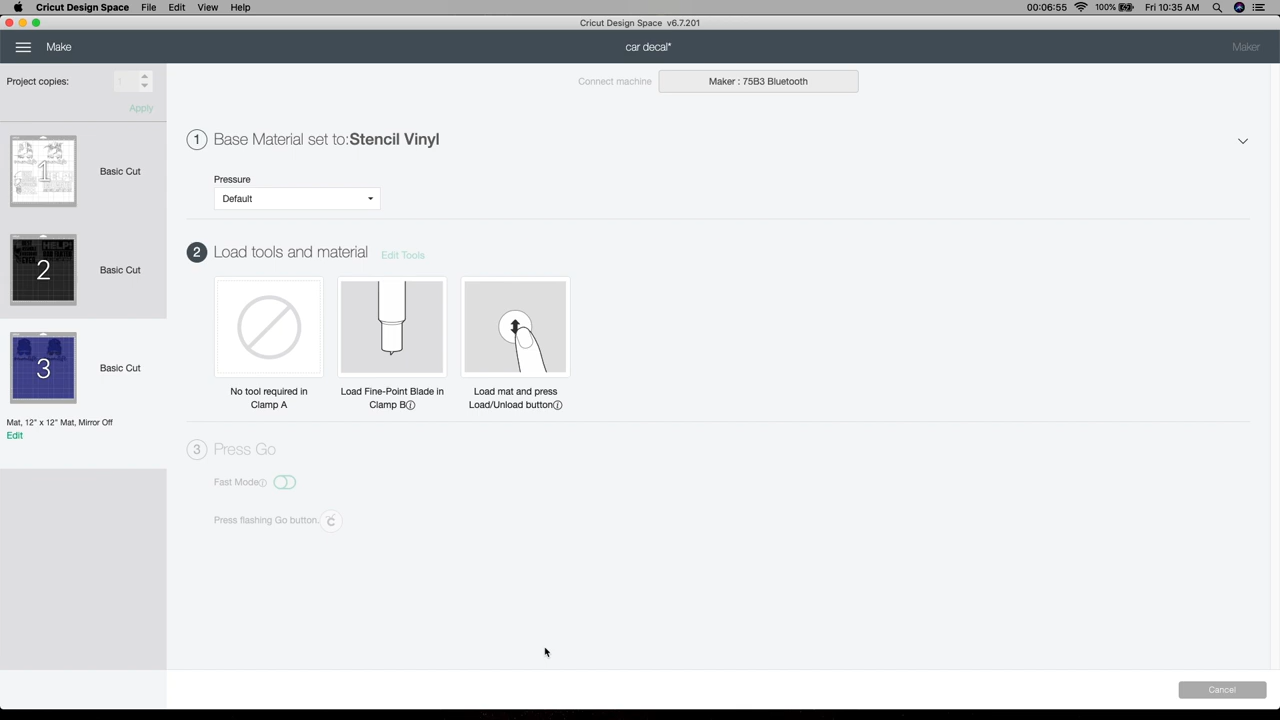 Cricut Design Space File Edit View Help 00:06:55 100% Fri 10:35 AM
Cricut Design Space v6.7.201
Make car decal* Maker
Project copies: 1
Connect machine Maker : 75B3 Bluetooth
Apply
1 Base Material set to:Stencil Vinyl
1 Basic Cut
Pressure
Default
2 Load tools and material Edit Tools
HELP!
2 Basic Cut
3 Basic Cut
No tool required in
Clamp A
Load Fine-Point Blade in
Clamp B
Load mat and press
Load/Unload button
Mat, 12" x 12" Mat, Mirror Off
Edit
3 Press Go
Fast Mode
Press flashing Go button.
Cancel